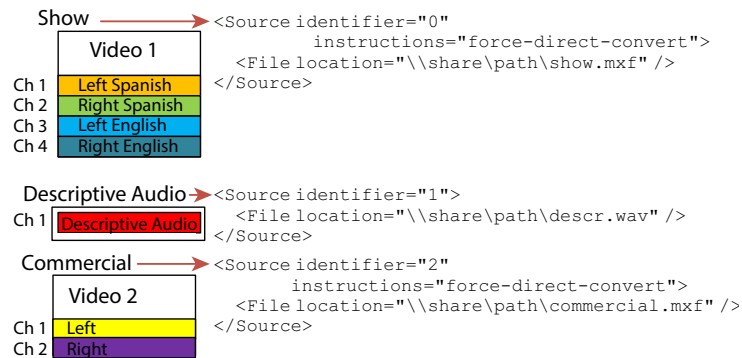 Show
<Source identifier="0"
instructions="force-direct-convert">
<File location="\\share\path\show.mxf" />
</Source>
Video 1
Ch 1 Left Spanish
Ch 2 Right Spanish
Ch 3 Left English
Ch 4 Right English
Descriptive Audio
<Source identifier="1">
<File location="\\share\path\descr.wav" />
</Source>
Ch 1 Descriptive Audio
Commercial
<Source identifier="2"
instructions="force-direct-convert">
<File location="\\share\path\commercial.mxf" />
</Source>
Video 2
Ch 1 Left
Ch 2 Right